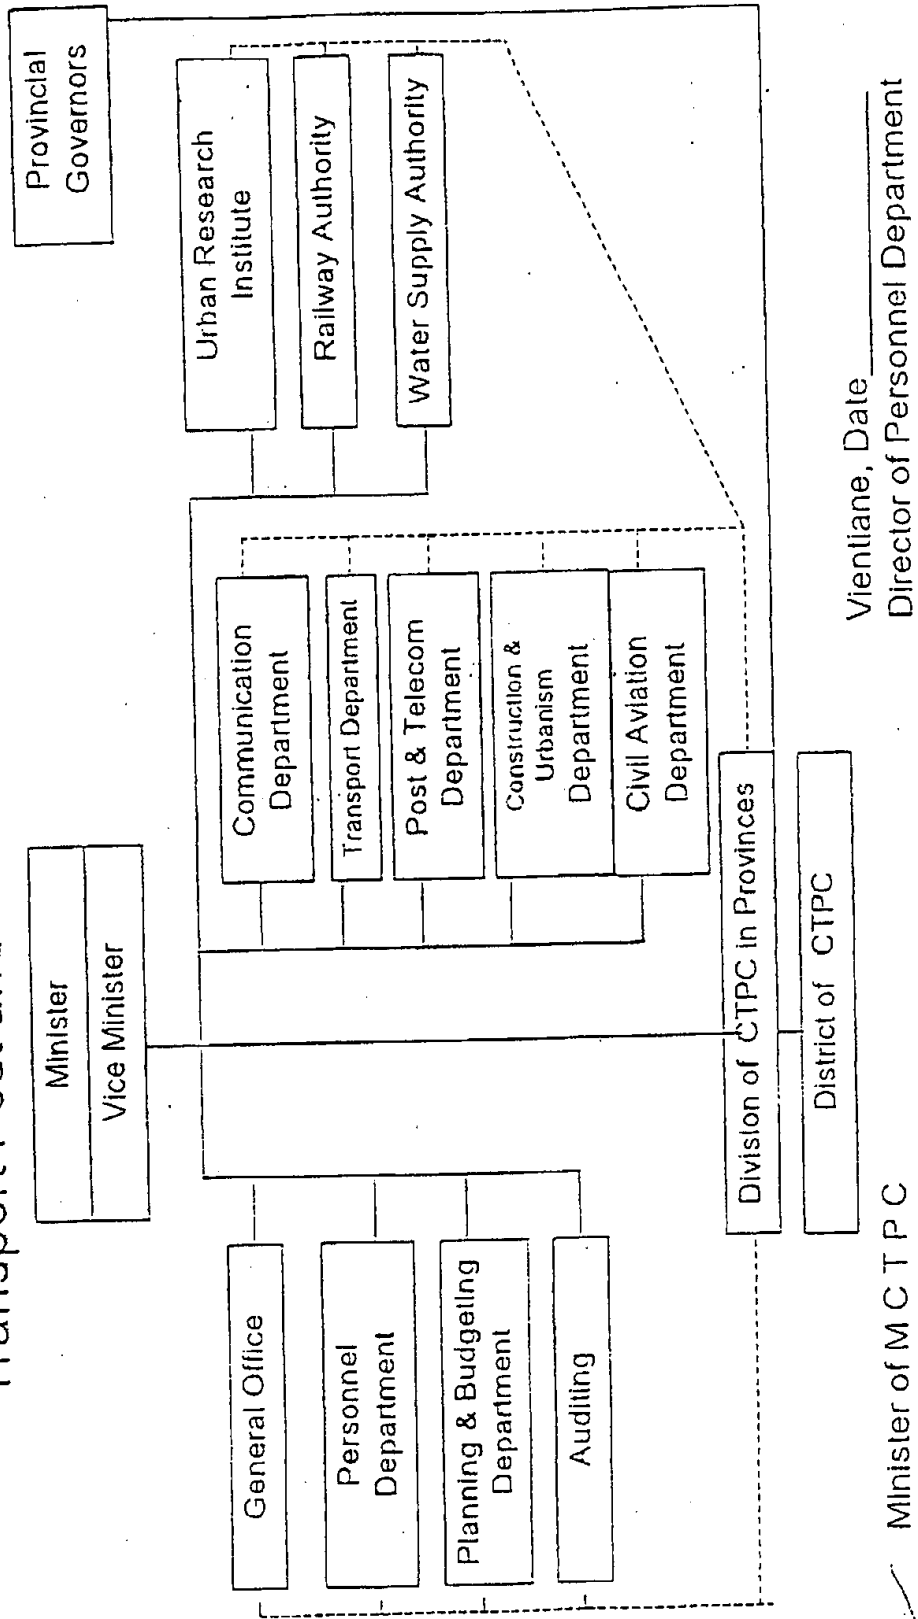 Transport Post
Minister
Vice Minister
Provincial
Governors
General Office
Personnel
Department
Planning & Budgeting
Department
Auditing
Communication
Department
Transport Department
Post & Telecom
Department
Construction &
Urbanism
Department
Civil Aviation
Department
Urban Research
Institute
Railway Authority
Water Supply Authority
Division of CTPC in Provinces
District of CTPC
Minister of M C T P C
Vientiane, Date
Director of Personnel Department